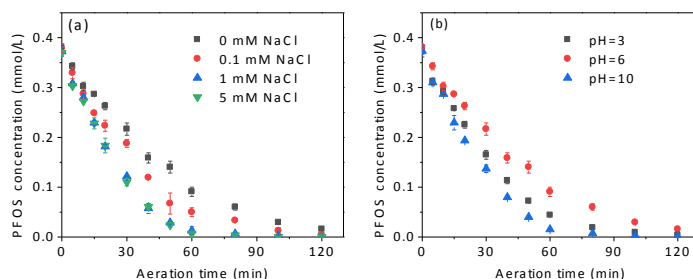 (a)
0 mM NaCl
0.1 mM NaCl
1 mM NaCl
5 mM NaCl
PFOS concentration (mmol/L)
0.4
0.3
0.2
0.1
0.0
0 30 60 90 120
Aeration time (min)
(b)
pH=3
pH=6
pH=10
PFOS concentration (mmol/L)
0.4
0.3
0.2
0.1
0.0
0 30 60 90 120
Aeration time (min)